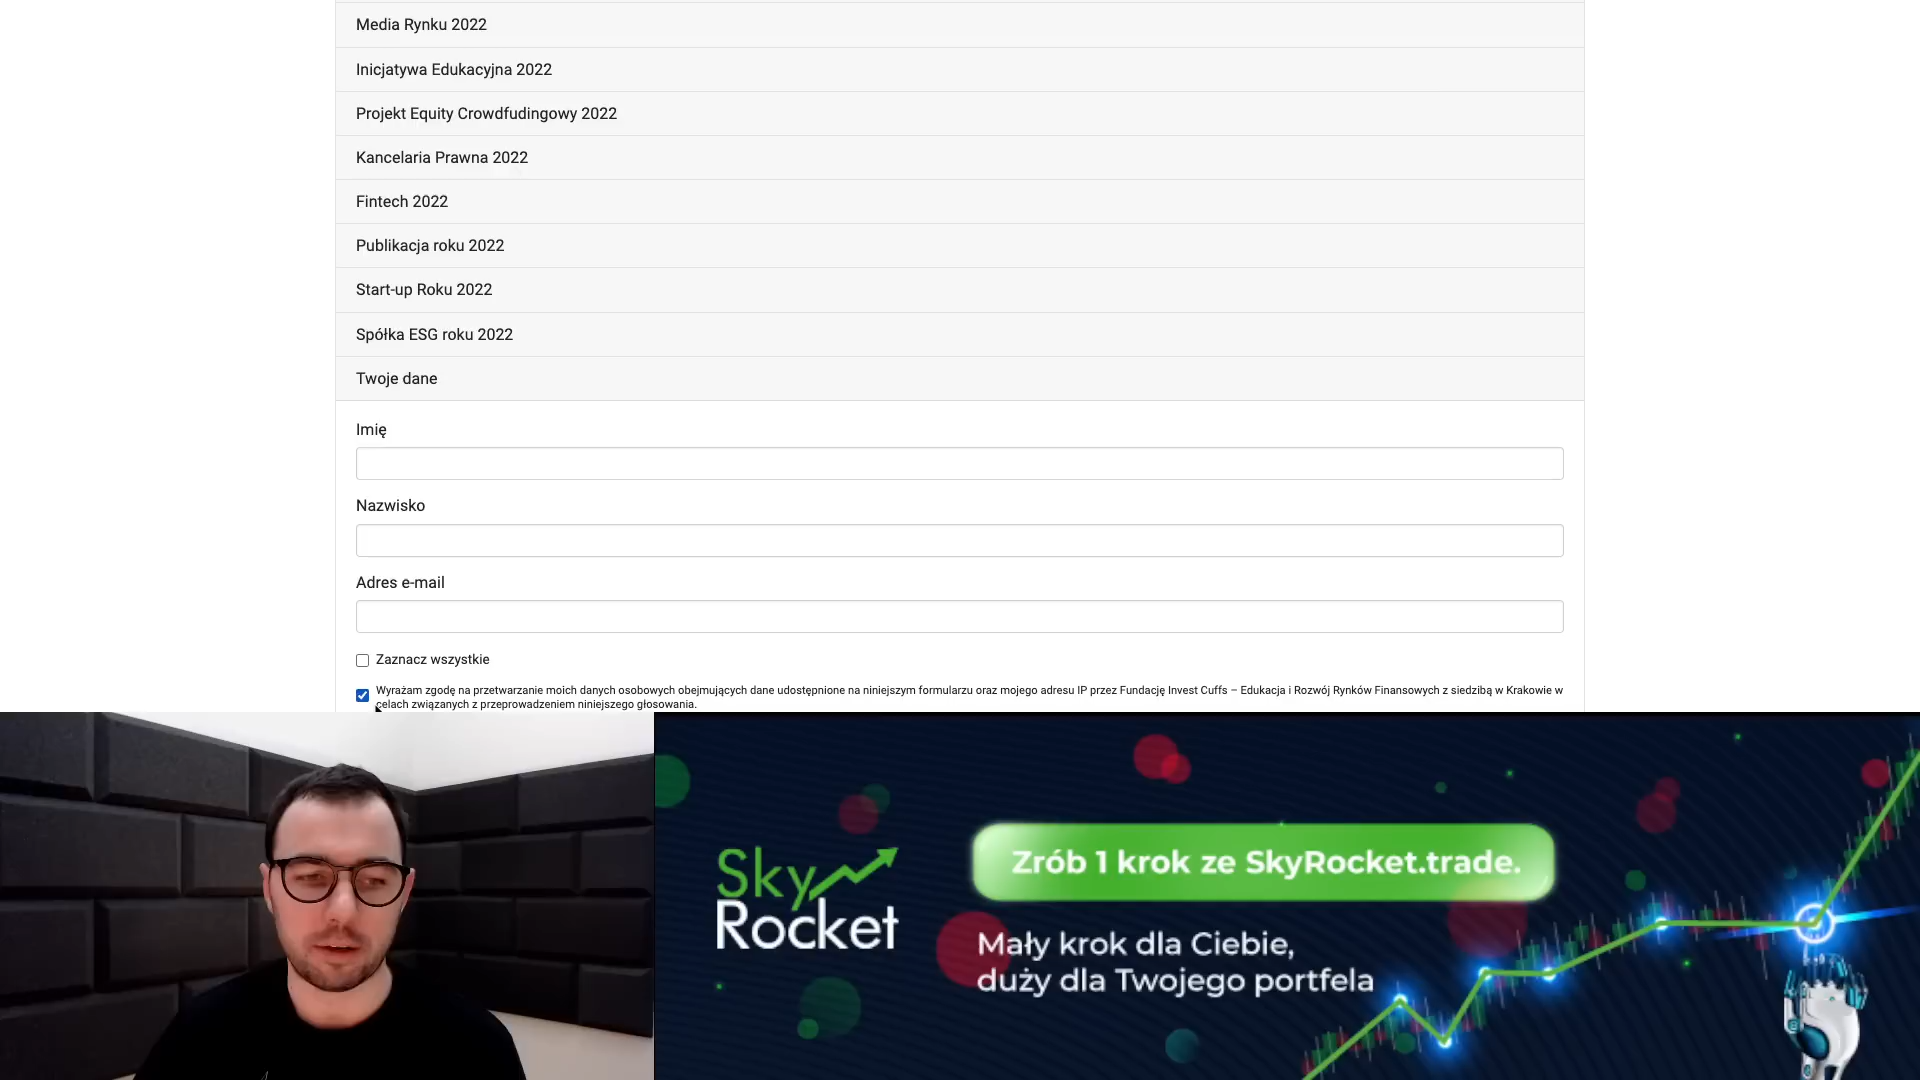 Media Rynku 2022
Inicjatywa Edukacyjna 2022
Projekt Equity Crowdfudingowy 2022
Kancelaria Prawna 2022
Fintech 2022
Publikacja roku 2022
Start-up Roku 2022
Spółka ESG roku 2022
Twoje dane
Imię
Nazwisko
Adres e-mail
Zaznacz wszystkie
Wyrażam zgodę na przetwarzanie moich danych osobowych obejmujących dane udostępnione na niniejszym formularzu oraz mojego adresu IP przez Fundację Invest Cuffs – Edukacja i Rozwój Rynków Finansowych z siedzibą w Krakowie w
celach związanych z przeprowadzeniem niniejszego głosowania.
Sky
Rocket
Zrób 1 krok ze SkyRocket.trade.
Mały krok dla Ciebie,
duży dla Twojego portfela